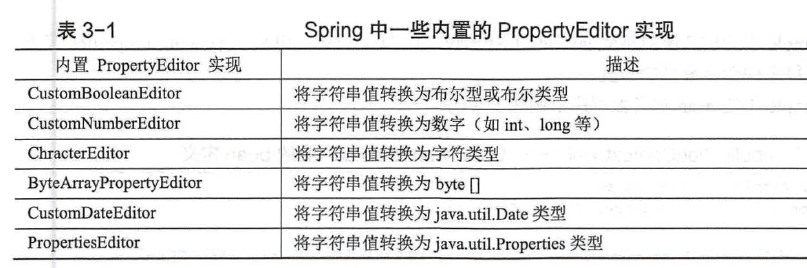 表 3-1 Spring 中一些内置的 PropertyEditor 实现
内置 PropertyEditor 实现 描述
CustomBooleanEditor 将字符串值转换为布尔型或布尔类型
CustomNumberEditor 将字符串值转换为数字（如 int、long 等）
ChracterEditor 将字符串值转换为字符类型
ByteArrayPropertyEditor 将字符串值转换为 byte []
CustomDateEditor 将字符串值转换为 java.util.Date 类型
PropertiesEditor 将字符串值转换为 java.util.Properties 类型